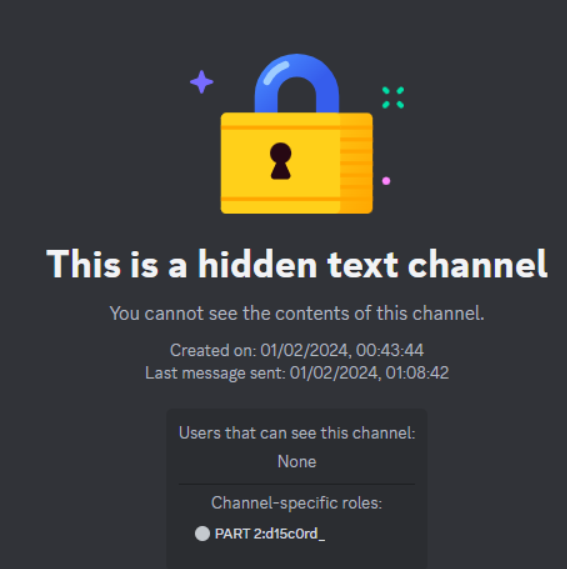 This is a hidden text channel
You cannot see the contents of this channel.
Created on: 01/02/2024, 00:43:44
Last message sent: 01/02/2024, 01:08:42
Users that can see this channel:
None
Channel-specific roles:
PART 2:d15c0rd_